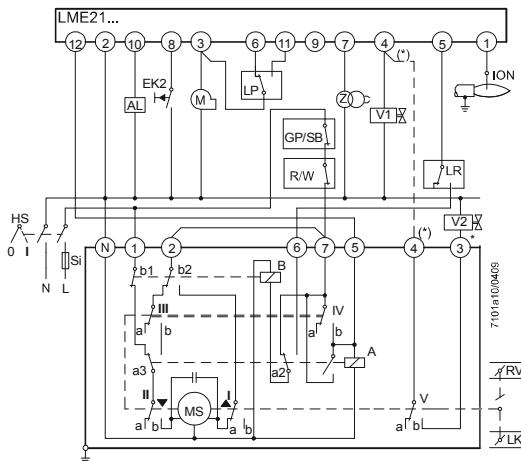 LME21...
12 2 10 8 3 6 11 9 7 4 5 1
(*)
EK2 ION
AL M LP Z V1
GP/SB
R/W LR
HS
0 I Si V2
N L *
N 1 2 6 7 5 4 (*) 3
b1 b2 B
III IV
a b a b
A
a3 a2
RV
II I V
MS
a b a b a b
LK
7101a10/0409